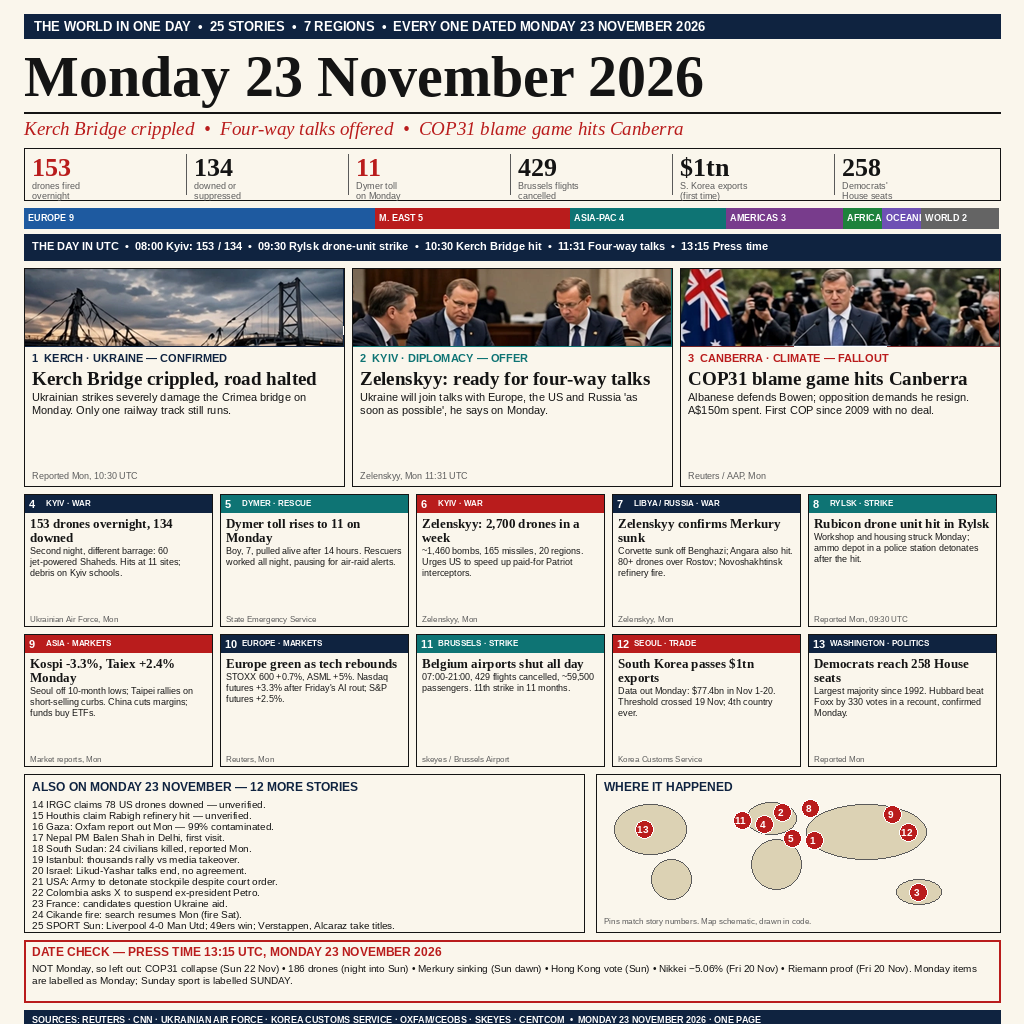 THE WORLD IN ONE DAY • 25 STORIES • 7 REGIONS • EVERY ONE DATED MONDAY 23 NOVEMBER 2026
Monday 23 November 2026
Kerch Bridge crippled • Four-way talks offered • COP31 blame game hits Canberra
153
drones fired
overnight
134
downed or
suppressed
11
Dymer toll
on Monday
429
Brussels flights
cancelled
$1tn
S. Korea exports
(first time)
258
Democrats'
House seats
EUROPE 9
M. EAST 5
ASIA-PAC 4
AMERICAS 3
AFRICA
OCEANI
WORLD 2
THE DAY IN UTC • 08:00 Kyiv: 153 / 134 • 09:30 Rylsk drone-unit strike • 10:30 Kerch Bridge hit • 11:31 Four-way talks • 13:15 Press time
1 KERCH · UKRAINE — CONFIRMED
Kerch Bridge crippled, road halted
Ukrainian strikes severely damage the Crimea bridge on
Monday. Only one railway track still runs.
Reported Mon, 10:30 UTC
2 KYIV · DIPLOMACY — OFFER
Zelenskyy: ready for four-way talks
Ukraine will join talks with Europe, the US and Russia 'as
soon as possible', he says on Monday.
Zelenskyy, Mon 11:31 UTC
3 CANBERRA · CLIMATE — FALLOUT
COP31 blame game hits Canberra
Albanese defends Bowen; opposition demands he resign.
A$150m spent. First COP since 2009 with no deal.
Reuters / AAP, Mon
4 KYIV · WAR
153 drones overnight, 134
downed
Second night, different barrage: 60
jet-powered Shaheds. Hits at 11 sites;
debris on Kyiv schools.
Ukrainian Air Force, Mon
5 DYMER · RESCUE
Dymer toll rises to 11 on
Monday
Boy, 7, pulled alive after 14 hours. Rescuers
worked all night, pausing for air-raid alerts.
State Emergency Service
6 KYIV · WAR
Zelenskyy: 2,700 drones in a
week
~1,460 bombs, 165 missiles, 20 regions.
Urges US to speed up paid-for Patriot
interceptors.
Zelenskyy, Mon
7 LIBYA / RUSSIA · WAR
Zelenskyy confirms Merkury
sunk
Corvette sunk off Benghazi; Angara also hit.
80+ drones over Rostov; Novoshakhtinsk
refinery fire.
Zelenskyy, Mon
8 RYLSK · STRIKE
Rubicon drone unit hit in Rylsk
Workshop and housing struck Monday;
ammo depot in a police station detonates
after the hit.
Reported Mon, 09:30 UTC
9 ASIA · MARKETS
Kospi -3.3%, Taiex +2.4%
Monday
Seoul off 10-month lows; Taipei rallies on
short-selling curbs. China cuts margins;
funds buy ETFs.
Market reports, Mon
10 EUROPE · MARKETS
Europe green as tech rebounds
STOXX 600 +0.7%, ASML +5%. Nasdaq
futures +3.3% after Friday's AI rout; S&P
futures +2.5%.
Reuters, Mon
11 BRUSSELS · STRIKE
Belgium airports shut all day
07:00-21:00, 429 flights cancelled, ~59,500
passengers. 11th strike in 11 months.
skeyes / Brussels Airport
12 SEOUL · TRADE
South Korea passes $1tn
exports
Data out Monday: $77.4bn in Nov 1-20.
Threshold crossed 19 Nov; 4th country
ever.
Korea Customs Service
13 WASHINGTON · POLITICS
Democrats reach 258 House
seats
Largest majority since 1992. Hubbard beat
Foxx by 330 votes in a recount, confirmed
Monday.
Reported Mon
ALSO ON MONDAY 23 NOVEMBER — 12 MORE STORIES
14 IRGC claims 78 US drones downed — unverified.
15 Houthis claim Rabigh refinery hit — unverified.
16 Gaza: Oxfam report out Mon — 99% contaminated.
17 Nepal PM Balen Shah in Delhi, first visit.
18 South Sudan: 24 civilians killed, reported Mon.
19 Istanbul: thousands rally vs media takeover.
20 Israel: Likud-Yashar talks end, no agreement.
21 USA: Army to detonate stockpile despite court order.
22 Colombia asks X to suspend ex-president Petro.
23 France: candidates question Ukraine aid.
24 Cikande fire: search resumes Mon (fire Sat).
25 SPORT Sun: Liverpool 4-0 Man Utd; 49ers win; Verstappen, Alcaraz take titles.
WHERE IT HAPPENED
13
11
4
2
8
5
1
9
12
3
Pins match story numbers. Map schematic, drawn in code.
DATE CHECK — PRESS TIME 13:15 UTC, MONDAY 23 NOVEMBER 2026
NOT Monday, so left out: COP31 collapse (Sun 22 Nov) • 186 drones (night into Sun) • Merkury sinking (Sun dawn) • Hong Kong vote (Sun) • Nikkei −5.06% (Fri 20 Nov) • Riemann proof (Fri 20 Nov). Monday items
are labelled as Monday; Sunday sport is labelled SUNDAY.
SOURCES: REUTERS · CNN · UKRAINIAN AIR FORCE · KOREA CUSTOMS SERVICE · OXFAM/CEOBS · SKEYES · CENTCOM • MONDAY 23 NOVEMBER 2026 · ONE PAGE